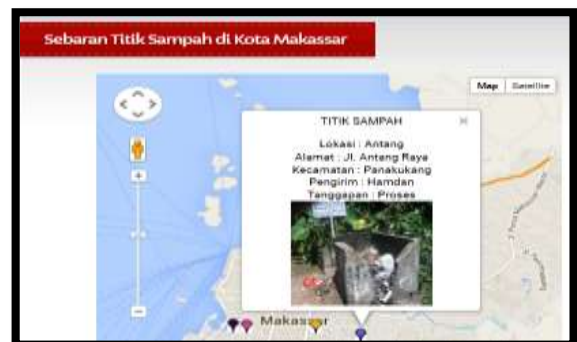 Sebaran Titik Sampah di Kota Makassar
Map Satellite
TITIK SAMPAH
Lokasi : Antang
Alamat : Jl. Antang Raya
Kecamatan : Panakukang
Pengirim : Hamdan
Tanggapan : Proses
Makassar